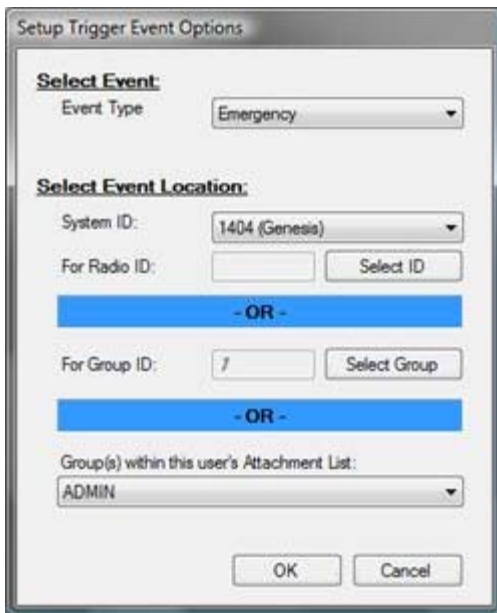 Setup Trigger Event Options
Select Event:
Event Type Emergency
Select Event Location:
System ID: 1404 (Genesis)
For Radio ID: Select ID
- OR -
For Group ID: 1 Select Group
- OR -
Group(s) within this user's Attachment List:
ADMIN
OK Cancel